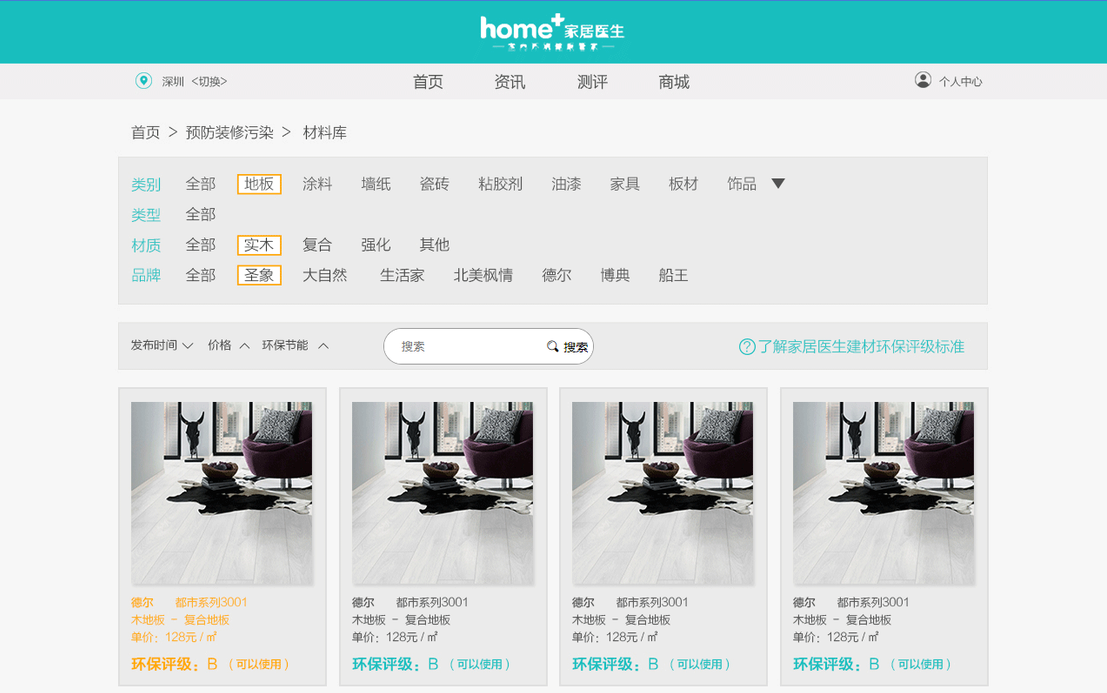 home+家居医生
深圳 <切换> 首页 资讯 测评 商城 个人中心
首页 > 预防装修污染 > 材料库
类别 全部 地板 涂料 墙纸 瓷砖 粘胶剂 油漆 家具 板材 饰品
类型 全部
材质 全部 实木 复合 强化 其他
品牌 全部 圣象 大自然 生活家 北美枫情 德尔 博典 船王
发布时间 价格 环保节能 搜索 搜索 ?了解家居医生建材环保评级标准
德尔 都市系列3001 德尔 都市系列3001 德尔 都市系列3001 德尔 都市系列3001
木地板 - 复合地板 木地板 - 复合地板 木地板 - 复合地板 木地板 - 复合地板
单价：128元 / ㎡ 单价：128元 / ㎡ 单价：128元 / ㎡ 单价：128元 / ㎡
环保评级：B （可以使用） 环保评级：B （可以使用） 环保评级：B （可以使用） 环保评级：B （可以使用）